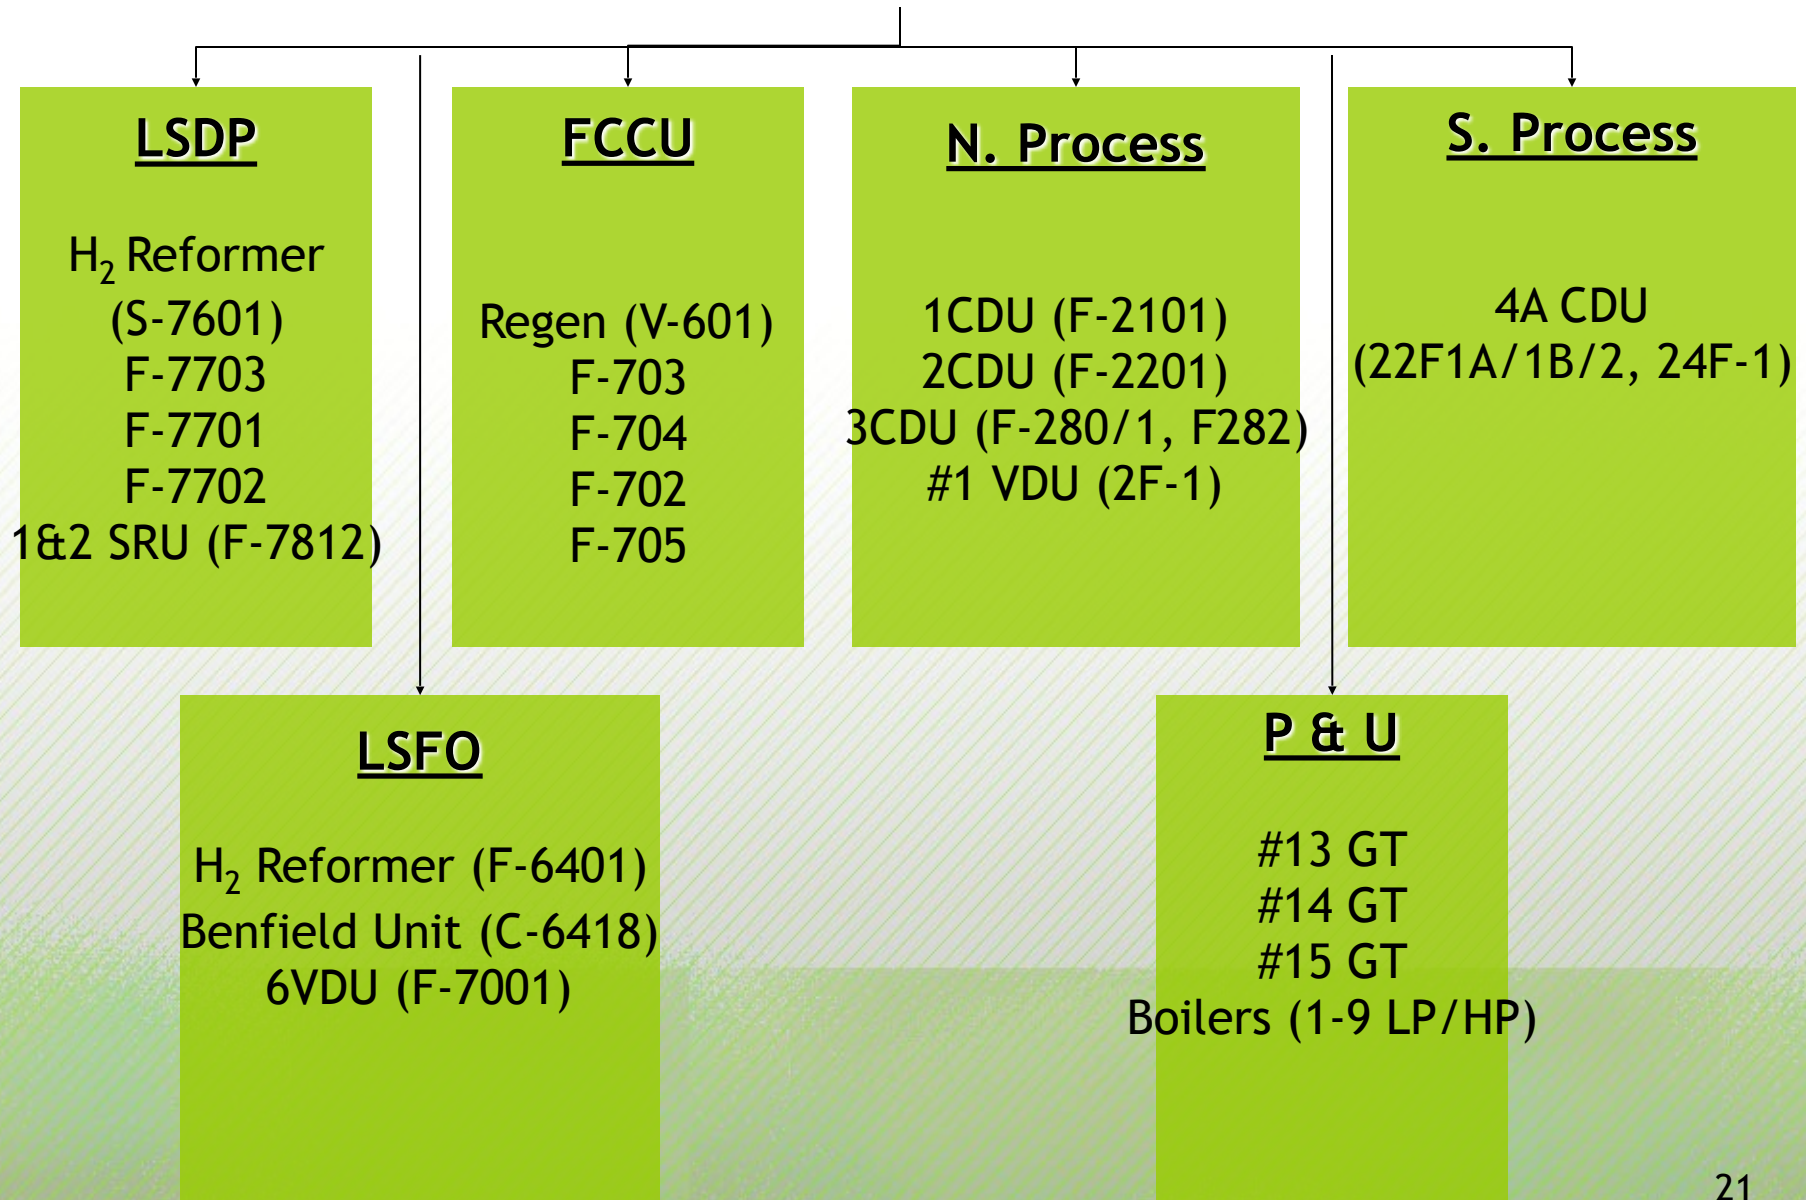 LSDP
H₂ Reformer
(S-7601)
F-7703
F-7701
F-7702
1&2 SRU (F-7812)
FCCU
Regen (V-601)
F-703
F-704
F-702
F-705
N. Process
1CDU (F-2101)
2CDU (F-2201)
3CDU (F-280/1, F282)
#1 VDU (2F-1)
S. Process
4A CDU
(22F1A/1B/2, 24F-1)
LSFO
H₂ Reformer (F-6401)
Benfield Unit (C-6418)
6VDU (F-7001)
P & U
#13 GT
#14 GT
#15 GT
Boilers (1-9 LP/HP)
21